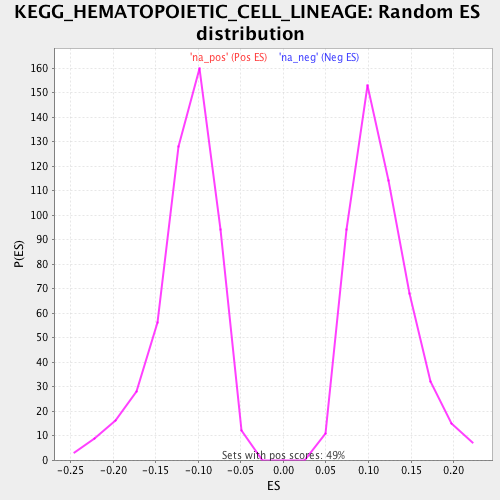 KEGG_HEMATOPOIETIC_CELL_LINEAGE: Random ES
distribution
'na_pos' (Pos ES) 'na_neg' (Neg ES)
160
150
140
130
120
110
100
90
80
70
60
50
40
30
20
10
0
P(ES)
Sets with pos scores: 49%
-0.25 -0.20 -0.15 -0.10 -0.05 0.00 0.05 0.10 0.15 0.20
ES